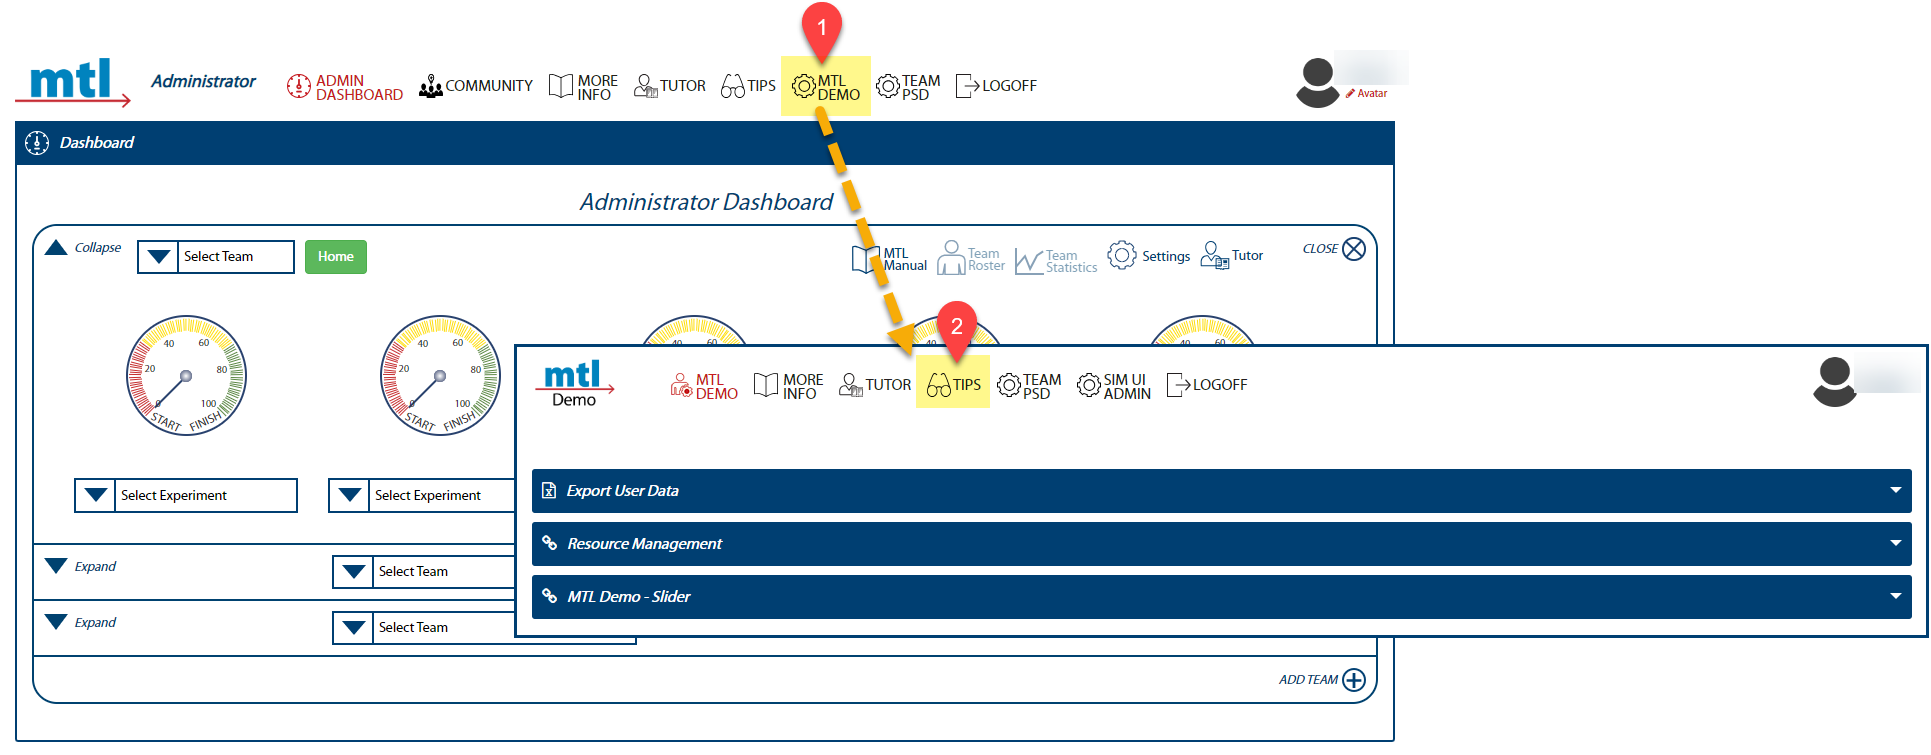 1
mtl
Administrator
ADMIN DASHBOARD
COMMUNITY
MORE INFO
TUTOR
TIPS
MTL DEMO
TEAM PSD
LOGOFF
Avatar
Dashboard
Administrator Dashboard
Collapse
Select Team
Home
MTL Manual
Team Roster
Team Statistics
Settings
Tutor
CLOSE
0 20 40 60 80 100
START FINISH
0 20 40 60 80 100
START FINISH
40 60
40
40 60
Select Experiment
Select Experiment
Expand
Select Team
Expand
Select Team
ADD TEAM
2
mtl
Demo
MTL DEMO
MORE INFO
TUTOR
TIPS
TEAM PSD
SIM UI ADMIN
LOGOFF
Export User Data
Resource Management
MTL Demo - Slider